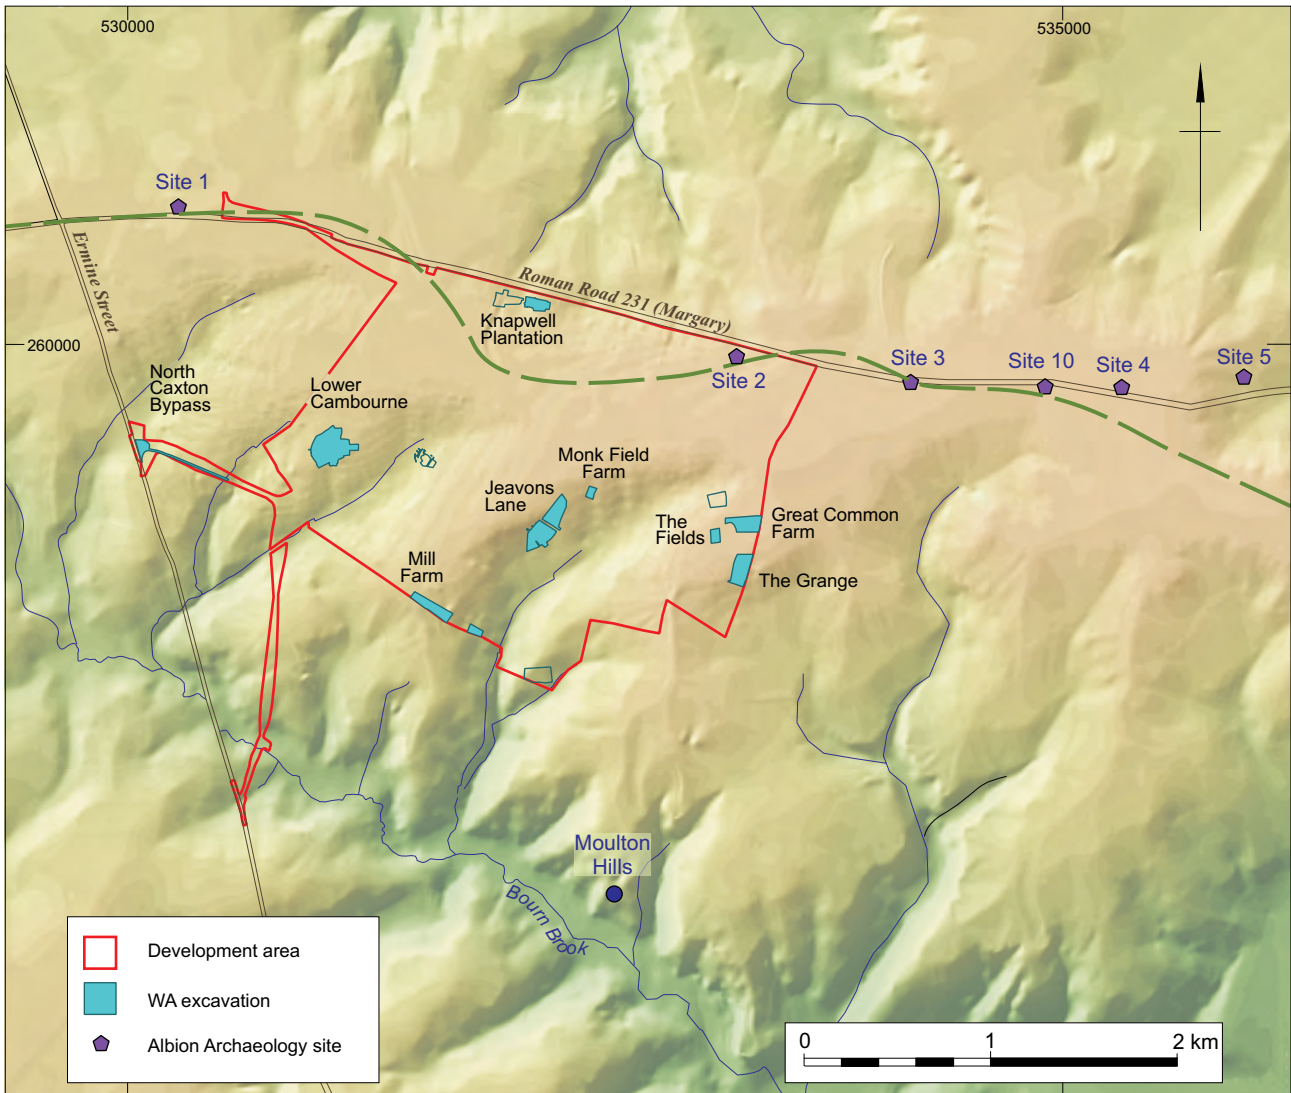 530000
535000
Site 1
Ermine Street
Roman Road 231 (Margary)
Knapwell
Plantation
260000
Site 2
Site 3
Site 10
Site 4
Site 5
North
Caxton
Bypass
Lower
Cambourne
Monk Field
Farm
Jeavons
Lane
The
Fields
Great Common
Farm
Mill
Farm
The Grange
Moulton
Hills
Bourn Brook
Development area
WA excavation
Albion Archaeology site
0
1
2 km